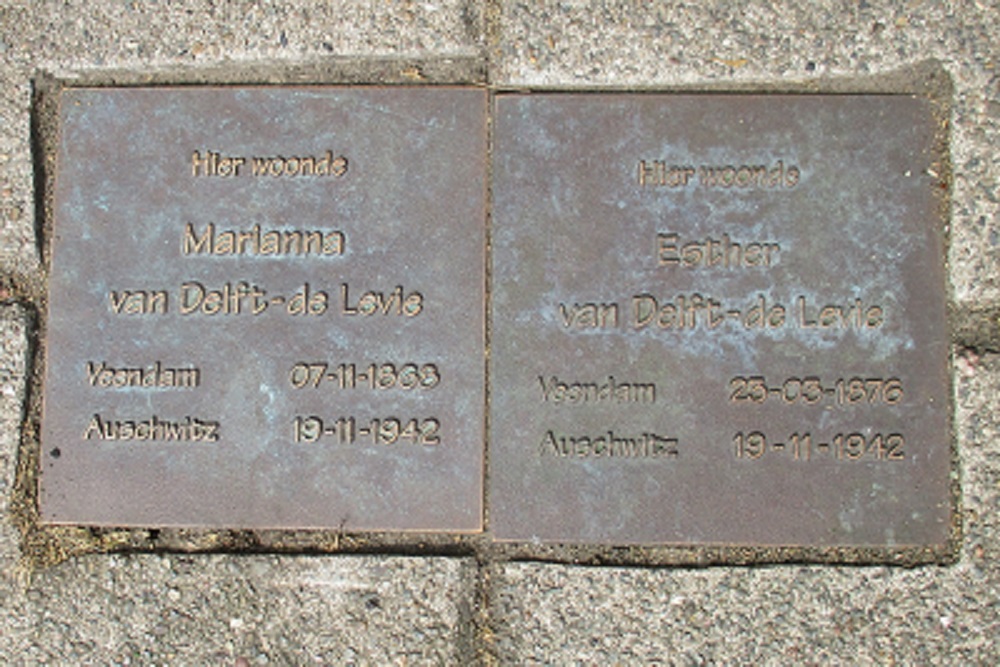 Hier woonde
Marianna
van Delft-de Levie
Veendam 07-11-1868
Auschwitz 19-11-1942
Hier woonde
Esther
van Delft-de Levie
Veendam 25-03-1876
Auschwitz 19-11-1942